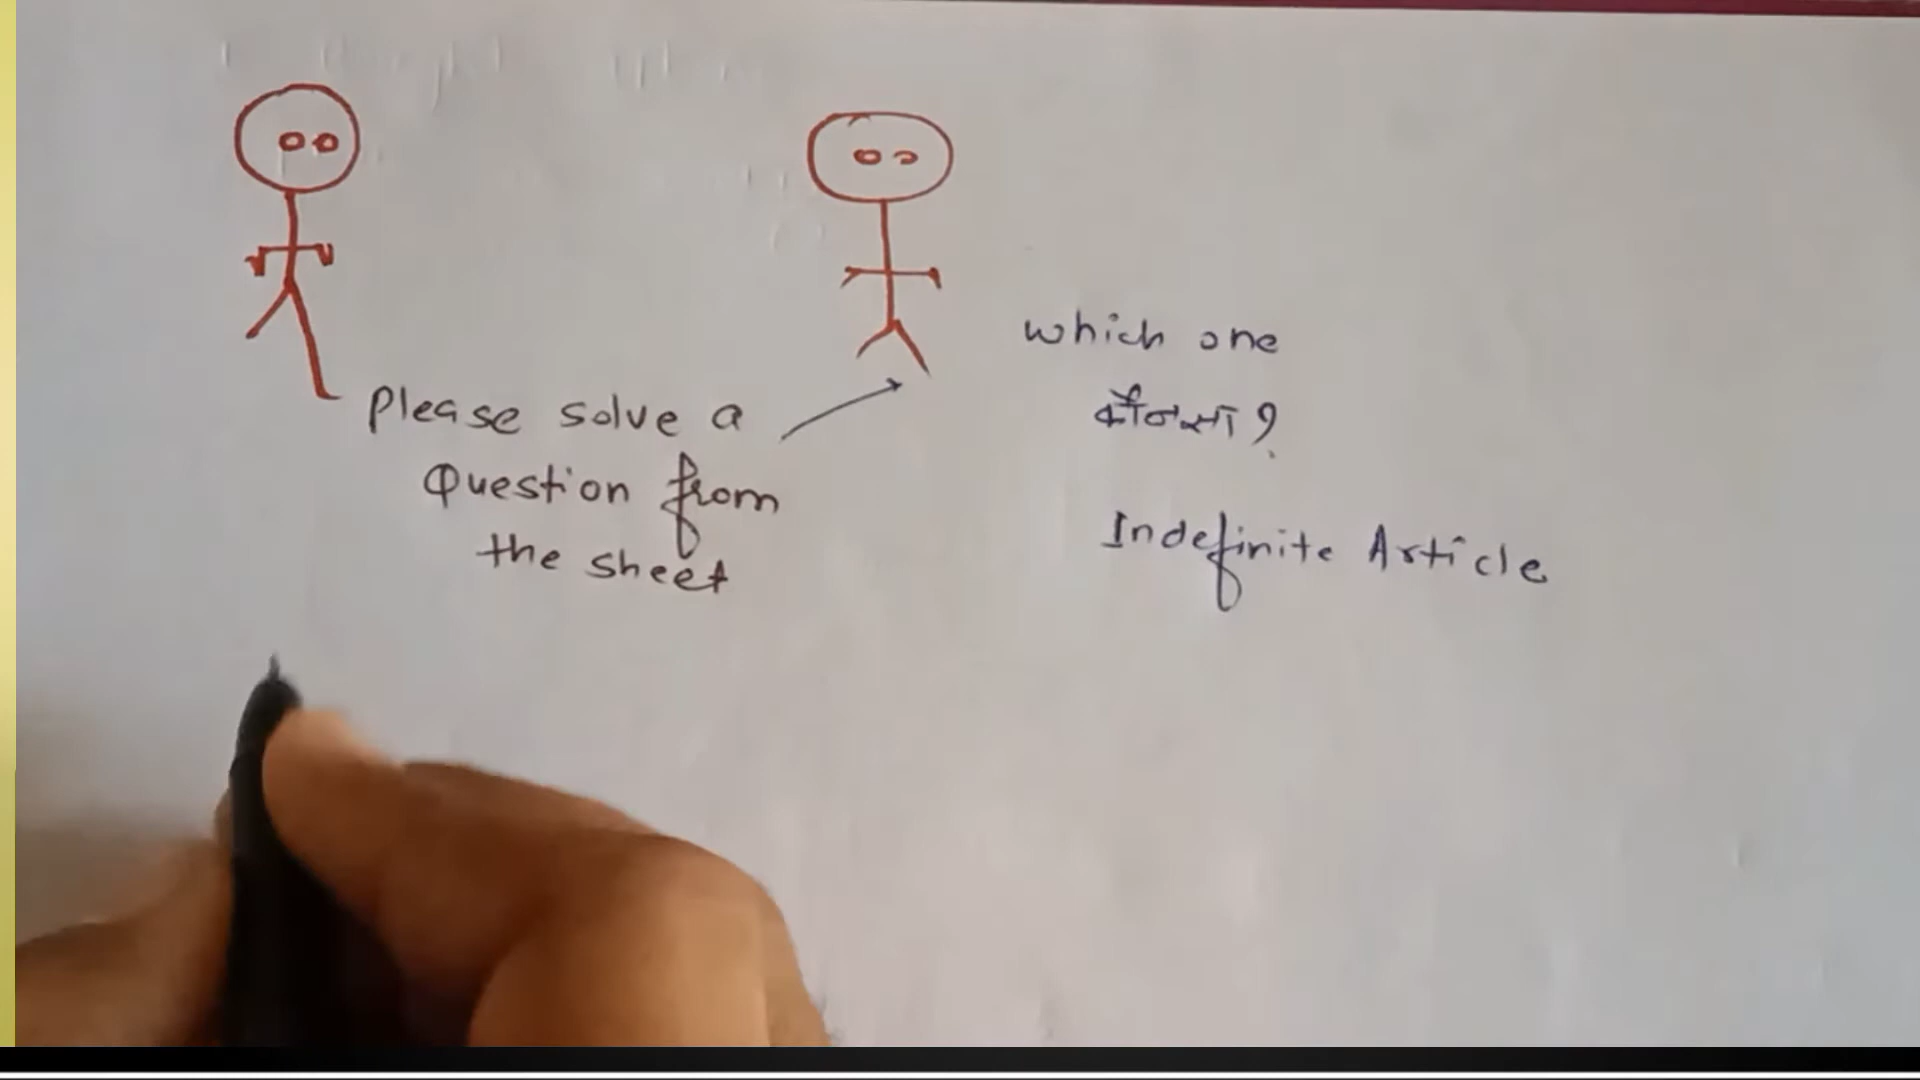 Please solve a
Question from
the sheet
which one
कौनसा?
Indefinite Article